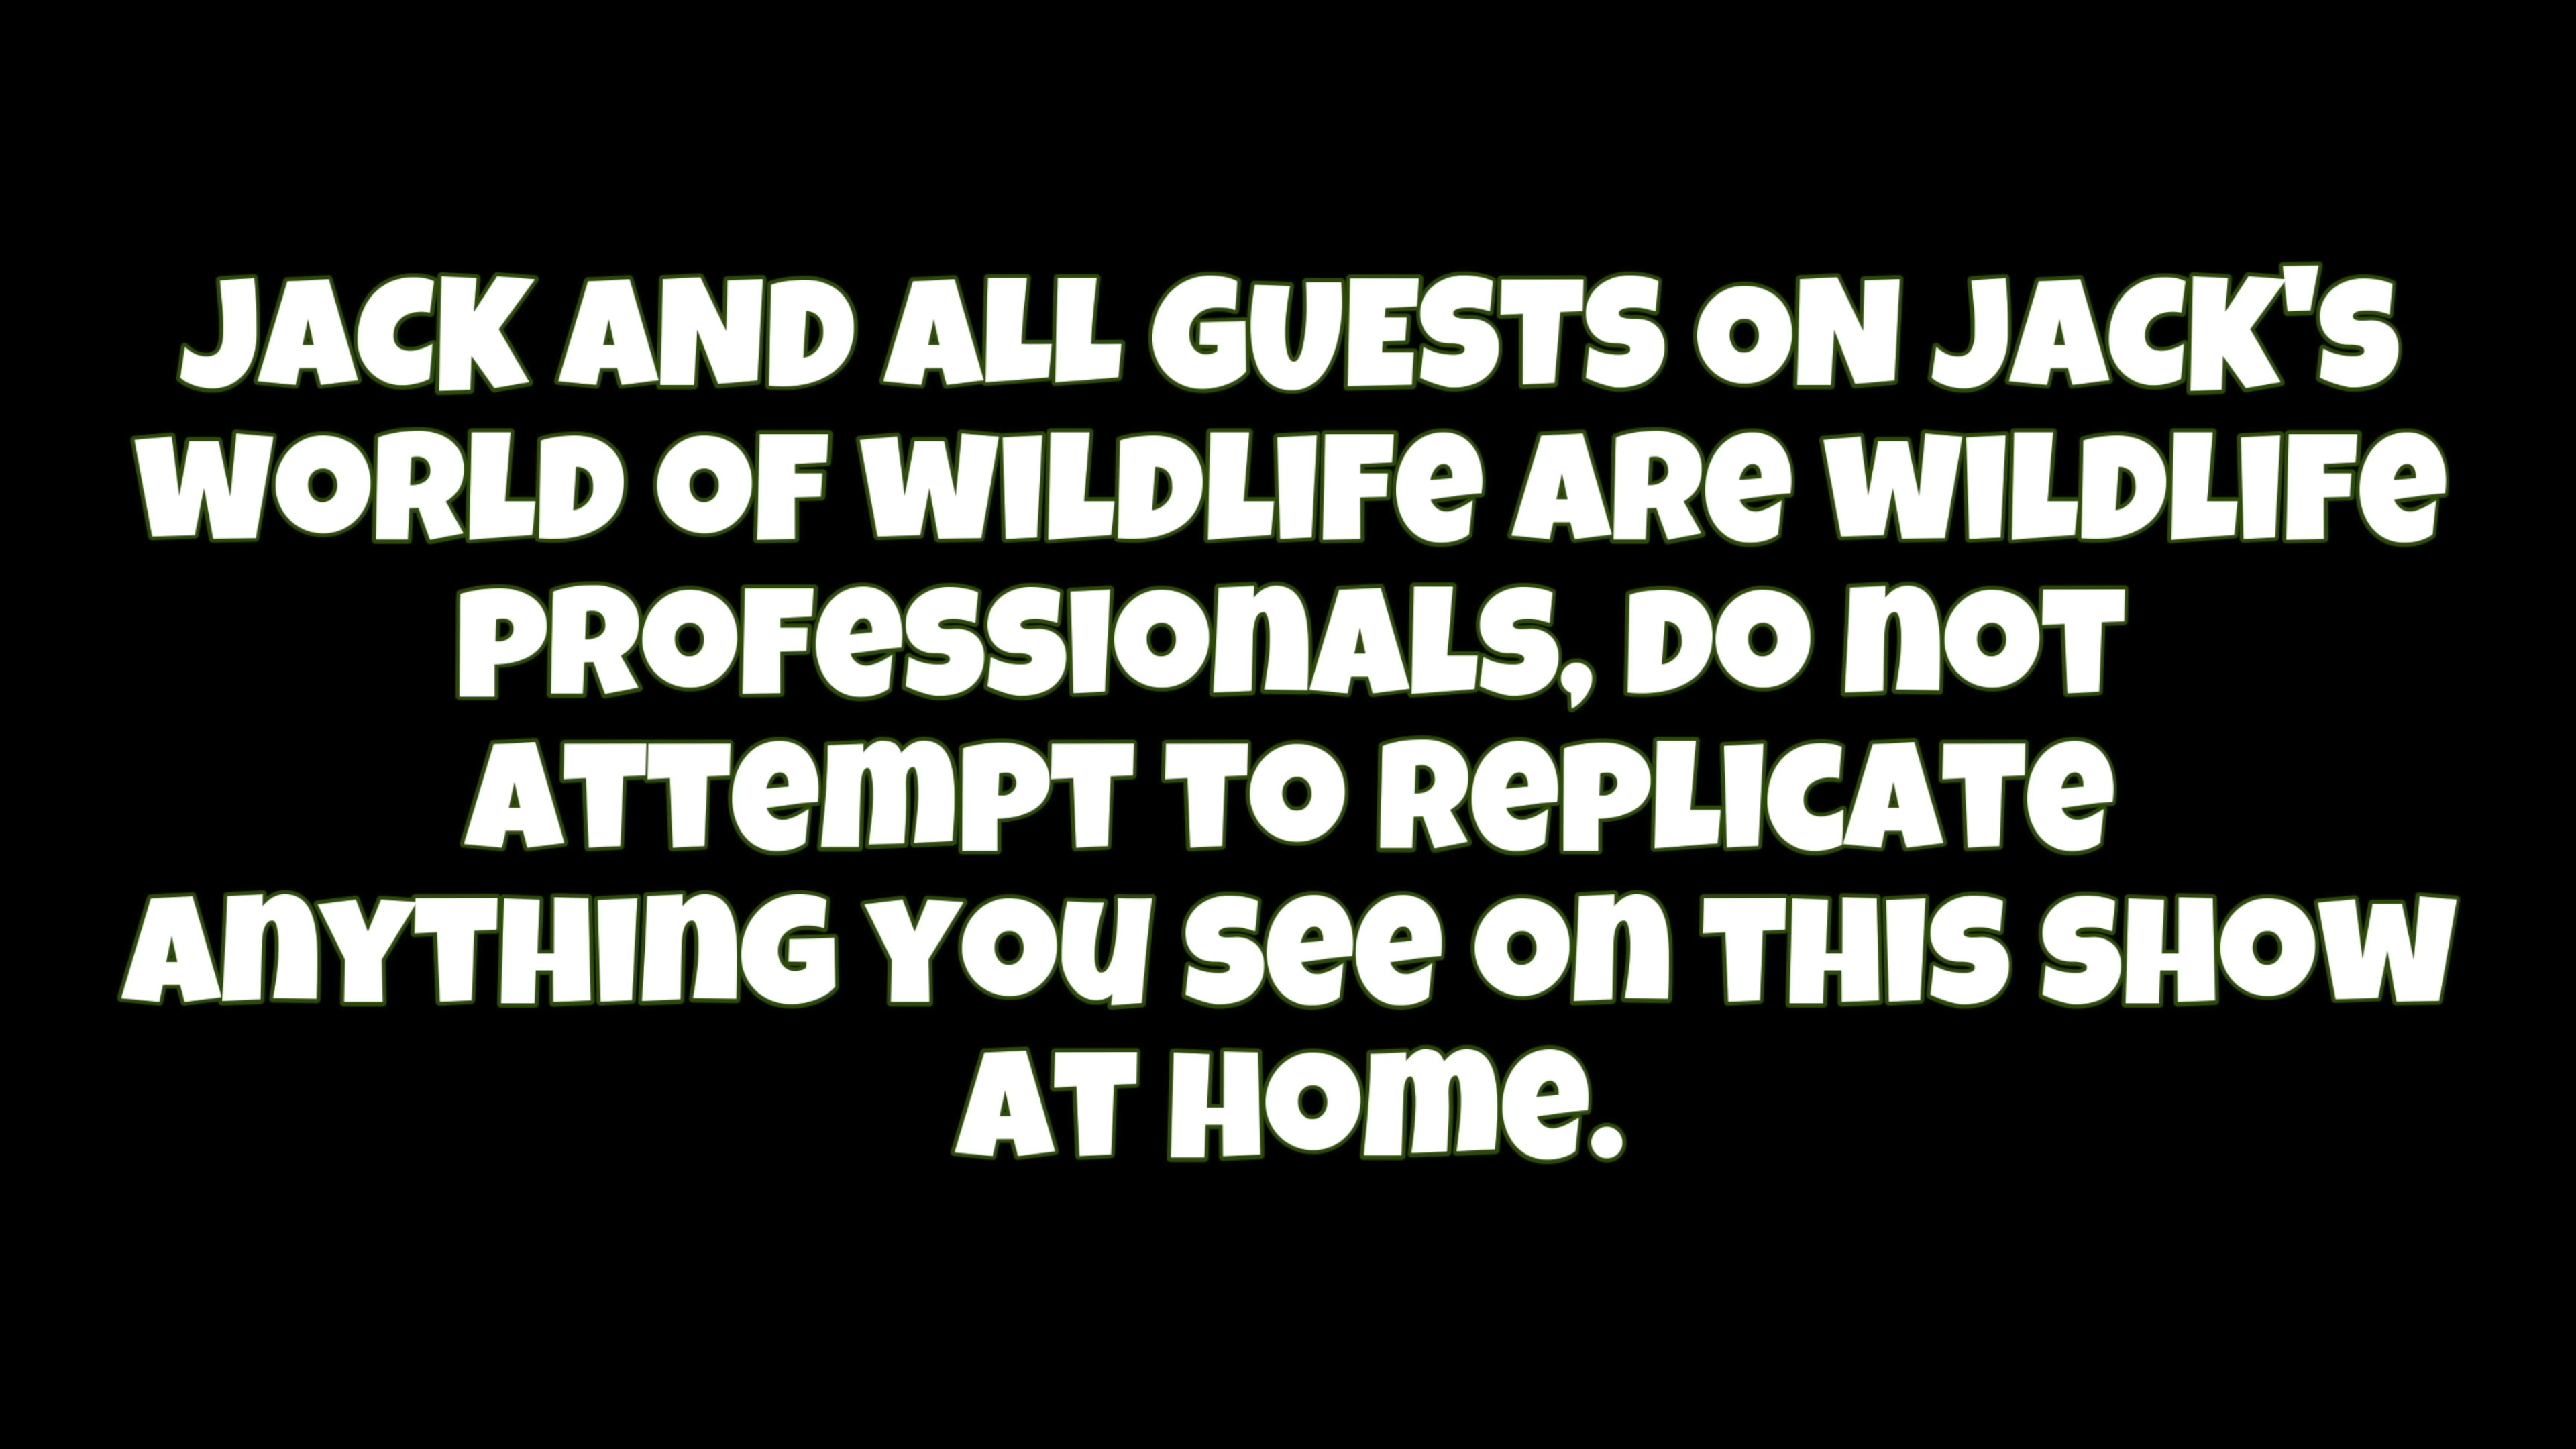 JACK AND ALL GUESTS ON JACK'S
WORLD OF WILDLIFE ARE WILDLIFE
PROFESSIONALS, DO NOT
ATTEMPT TO REPLICATE
ANYTHING YOU SEE ON THIS SHOW
AT HOME.